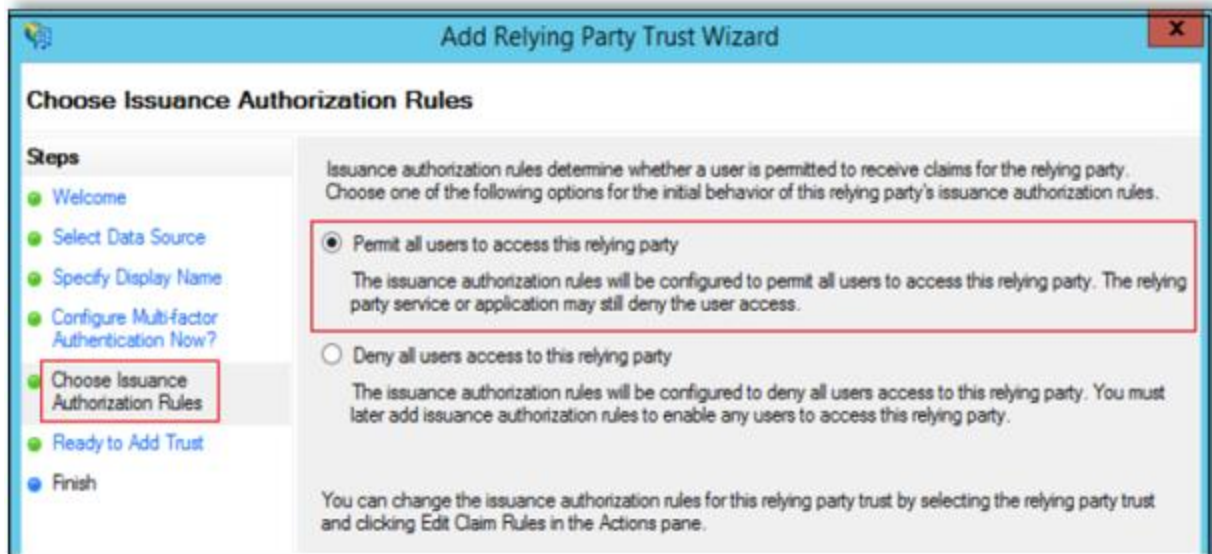 Add Relying Party Trust Wizard
x
Choose Issuance Authorization Rules
Steps
Welcome
Select Data Source
Specify Display Name
Configure Multi-factor
Authentication Now?
Choose Issuance
Authorization Rules
Ready to Add Trust
Finish
Issuance authorization rules determine whether a user is permitted to receive claims for the relying party.
Choose one of the following options for the initial behavior of this relying party's issuance authorization rules.
Permit all users to access this relying party
The issuance authorization rules will be configured to permit all users to access this relying party. The relying
party service or application may still deny the user access.
Deny all users access to this relying party
The issuance authorization rules will be configured to deny all users access to this relying party. You must
later add issuance authorization rules to enable any users to access this relying party.
You can change the issuance authorization rules for this relying party trust by selecting the relying party trust
and clicking Edit Claim Rules in the Actions pane.